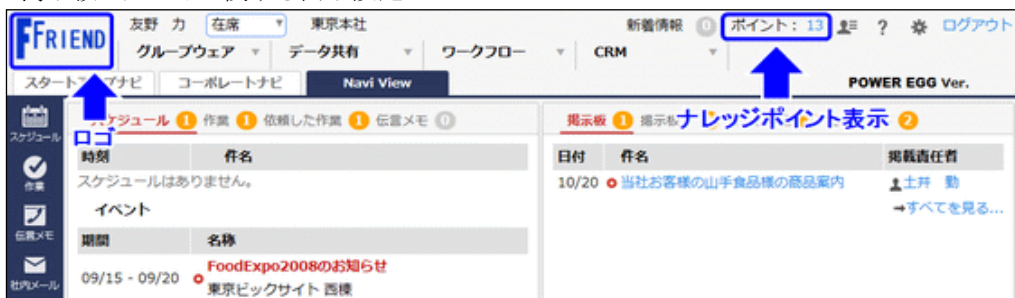 FRIEND
友野 力 在席 ▼ 東京本社 新着情報 0 ポイント: 13 ? ログアウト
グループウェア ▼ データ共有 ▼ ワークフロー ▼ CRM ▼
コーポレートナビ Navi View POWER EGG Ver.
スケジュール 1 作業 1 依頼した作業 1 伝言メモ 0
掲示板 1 ナレッジポイント表示 2
ロゴ
スケジュール
作業
伝言メモ
社内メール
時刻 件名
スケジュールはありません。
イベント
期間 名称
09/15 - 09/20 FoodExpo2008のお知らせ
東京ビックサイト 西棟
日付 件名 掲載責任者
10/20 当社お客様の山手食品様の商品案内 土井 勤
➡すべてを見る...